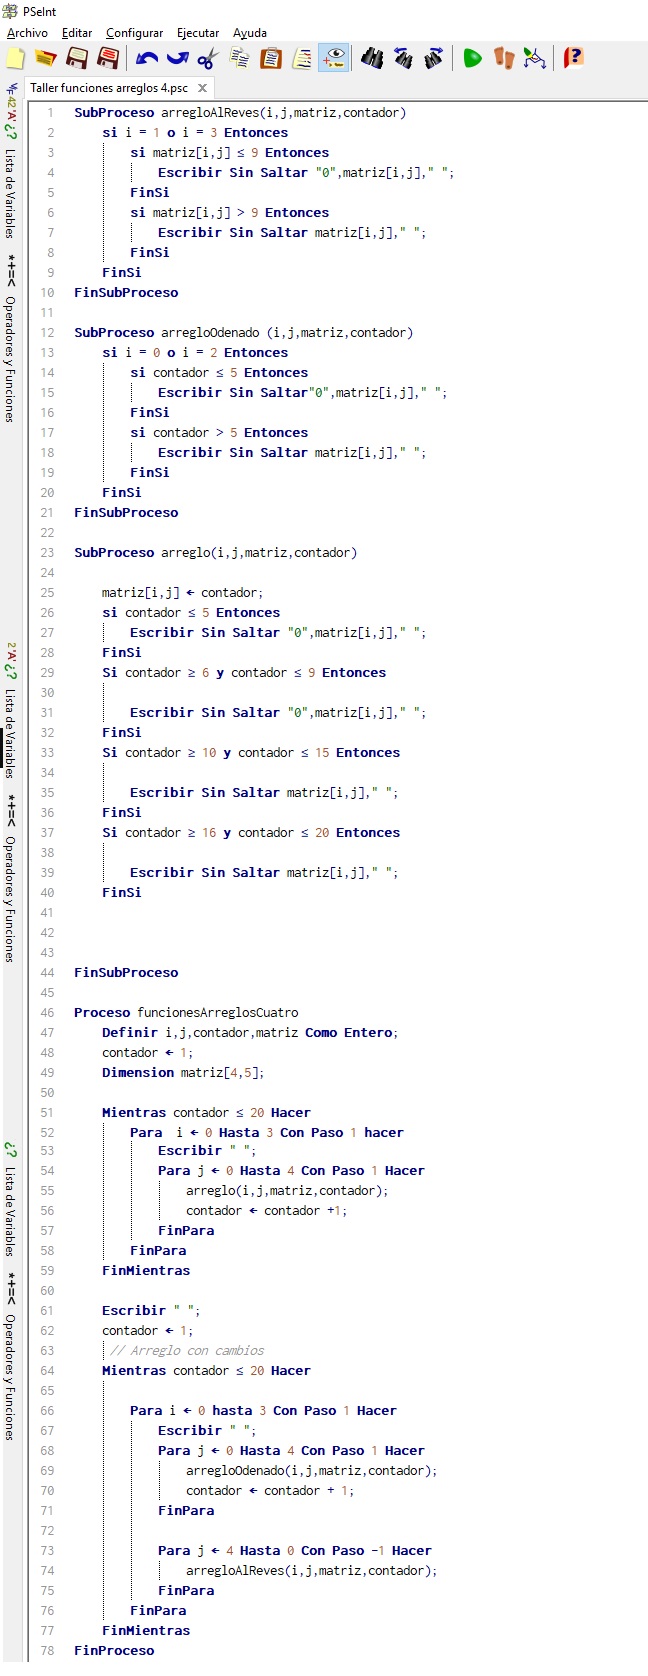 PSeInt
Archivo Editar Configurar Ejecutar Ayuda
Taller funciones arreglos 4.psc X
1 SubProceso arregloAlReves(i,j,matriz,contador)
2 si i = 1 o i = 3 Entonces
3 si matriz[i,j] ≤ 9 Entonces
4 Escribir Sin Saltar "0",matriz[i,j]," ";
5 FinSi
6 si matriz[i,j] > 9 Entonces
7 Escribir Sin Saltar matriz[i,j]," ";
8 FinSi
9 FinSi
10 FinSubProceso
11
12 SubProceso arregloOdenado (i,j,matriz,contador)
13 si i = 0 o i = 2 Entonces
14 si contador ≤ 5 Entonces
15 Escribir Sin Saltar"0",matriz[i,j]," ";
16 FinSi
17 si contador > 5 Entonces
18 Escribir Sin Saltar matriz[i,j]," ";
19 FinSi
20 FinSi
21 FinSubProceso
22
23 SubProceso arreglo(i,j,matriz,contador)
24
25 matriz[i,j] ← contador;
26 si contador ≤ 5 Entonces
27 Escribir Sin Saltar "0",matriz[i,j]," ";
28 FinSi
29 Si contador ≥ 6 y contador ≤ 9 Entonces
30
31 Escribir Sin Saltar "0",matriz[i,j]," ";
32 FinSi
33 Si contador ≥ 10 y contador ≤ 15 Entonces
34
35 Escribir Sin Saltar matriz[i,j]," ";
36 FinSi
37 Si contador ≥ 16 y contador ≤ 20 Entonces
38
39 Escribir Sin Saltar matriz[i,j]," ";
40 FinSi
41
42
43
44 FinSubProceso
45
46 Proceso funcionesArreglosCuatro
47 Definir i,j,contador,matriz Como Entero;
48 contador ← 1;
49 Dimension matriz[4,5];
50
51 Mientras contador ≤ 20 Hacer
52 Para i ← 0 Hasta 3 Con Paso 1 hacer
53 Escribir " ";
54 Para j ← 0 Hasta 4 Con Paso 1 Hacer
55 arreglo(i,j,matriz,contador);
56 contador ← contador +1;
57 FinPara
58 FinPara
59 FinMientras
60
61 Escribir " ";
62 contador ← 1;
63 // Arreglo con cambios
64 Mientras contador ≤ 20 Hacer
65
66 Para i ← 0 hasta 3 Con Paso 1 Hacer
67 Escribir " ";
68 Para j ← 0 Hasta 4 Con Paso 1 Hacer
69 arregloOdenado(i,j,matriz,contador);
70 contador ← contador + 1;
71 FinPara
72
73 Para j ← 4 Hasta 0 Con Paso -1 Hacer
74 arregloAlReves(i,j,matriz,contador);
75 FinPara
76 FinPara
77 FinMientras
78 FinProceso
42 'A' ¿? Lista de Variables
*+=< Operadores y Funciones
2 'A' ¿? Lista de Variables
*+=< Operadores y Funciones
¿? Lista de Variables
*+=< Operadores y Funciones